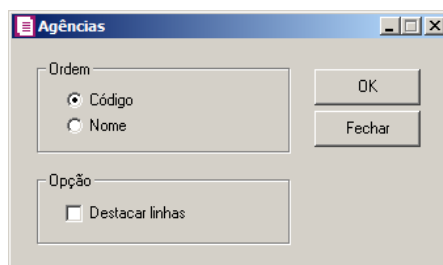 Agências
Ordem
Código
Nome
OK
Fechar
Opção
Destacar linhas